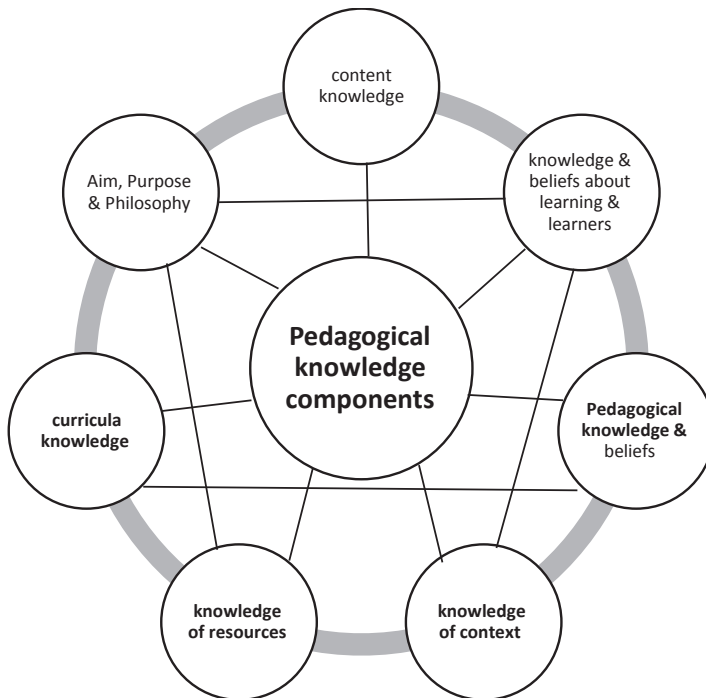 content
knowledge
Aim, Purpose
& Philosophy
knowledge &
beliefs about
learning &
learners
Pedagogical
knowledge
components
curricula
knowledge
Pedagogical
knowledge &
beliefs
knowledge
of resources
knowledge
of context